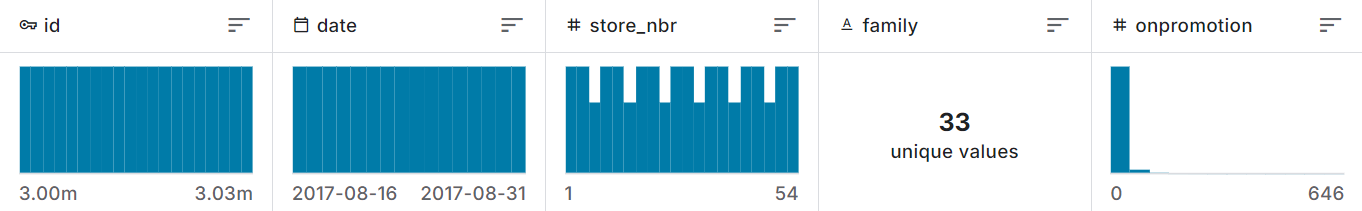 id
date
store_nbr
family
onpromotion
3.00m 3.03m
2017-08-16 2017-08-31
1 54
33
unique values
0 646